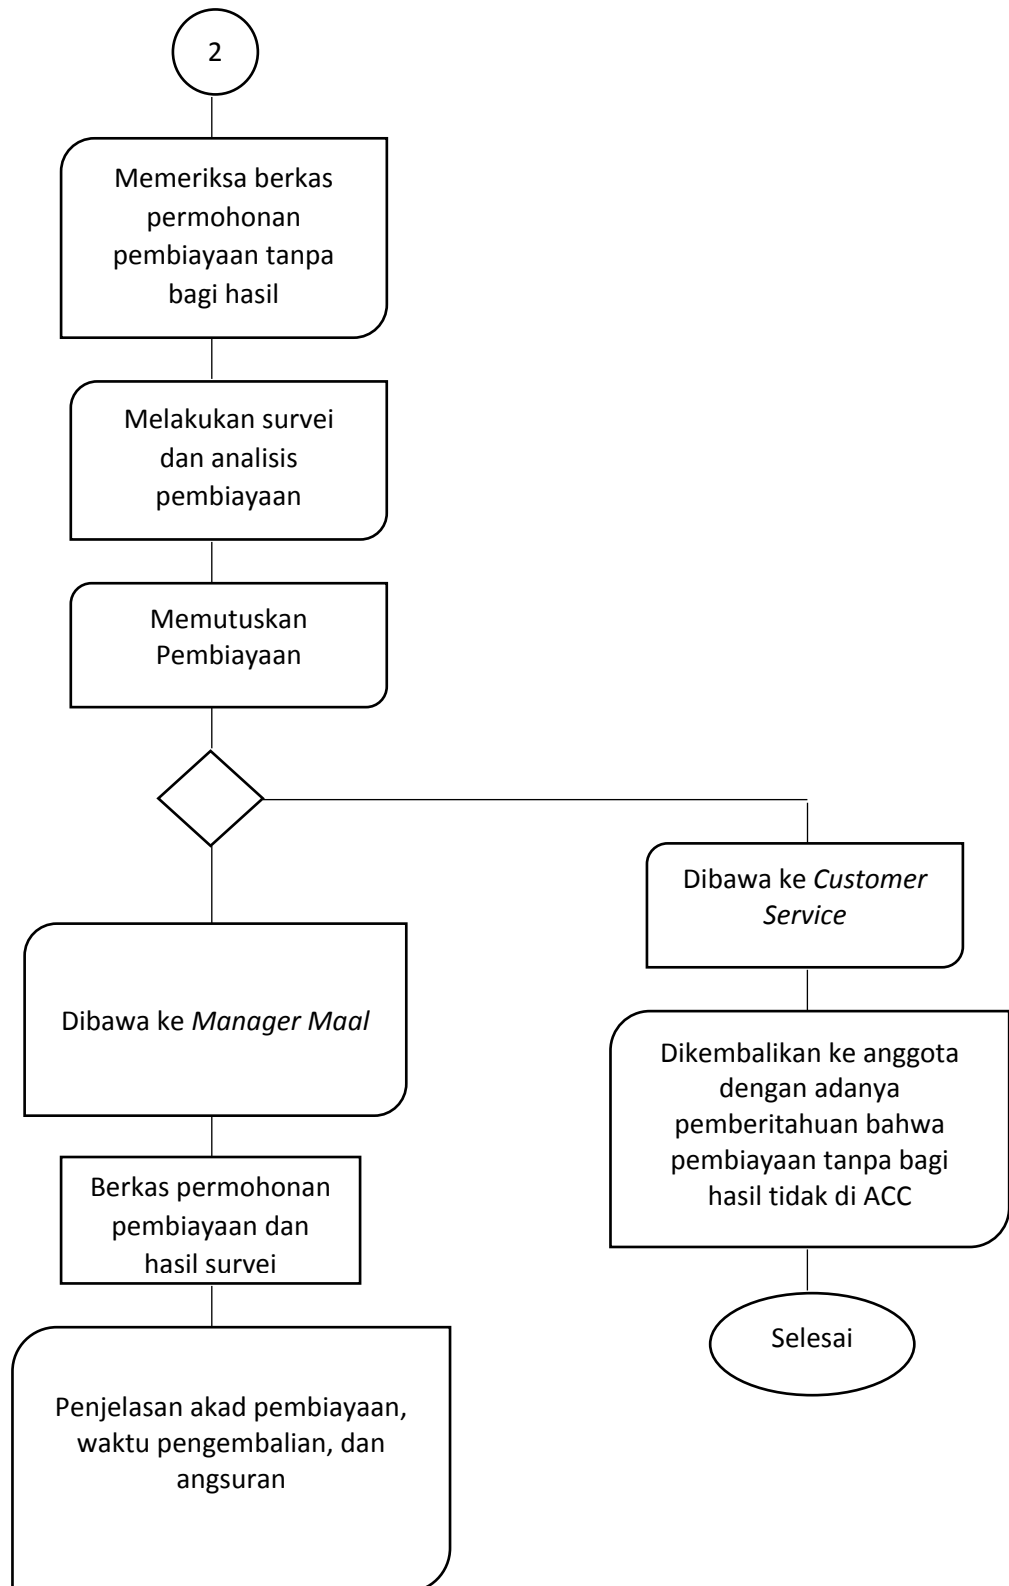 2
Memeriksa berkas
permohonan
pembiayaan tanpa
bagi hasil
Melakukan survei
dan analisis
pembiayaan
Memutuskan
Pembiayaan
Dibawa ke Manager Maal
Berkas permohonan
pembiayaan dan
hasil survei
Penjelasan akad pembiayaan,
waktu pengembalian, dan
angsuran
Dibawa ke Customer
Service
Dikembalikan ke anggota
dengan adanya
pemberitahuan bahwa
pembiayaan tanpa bagi
hasil tidak di ACC
Selesai